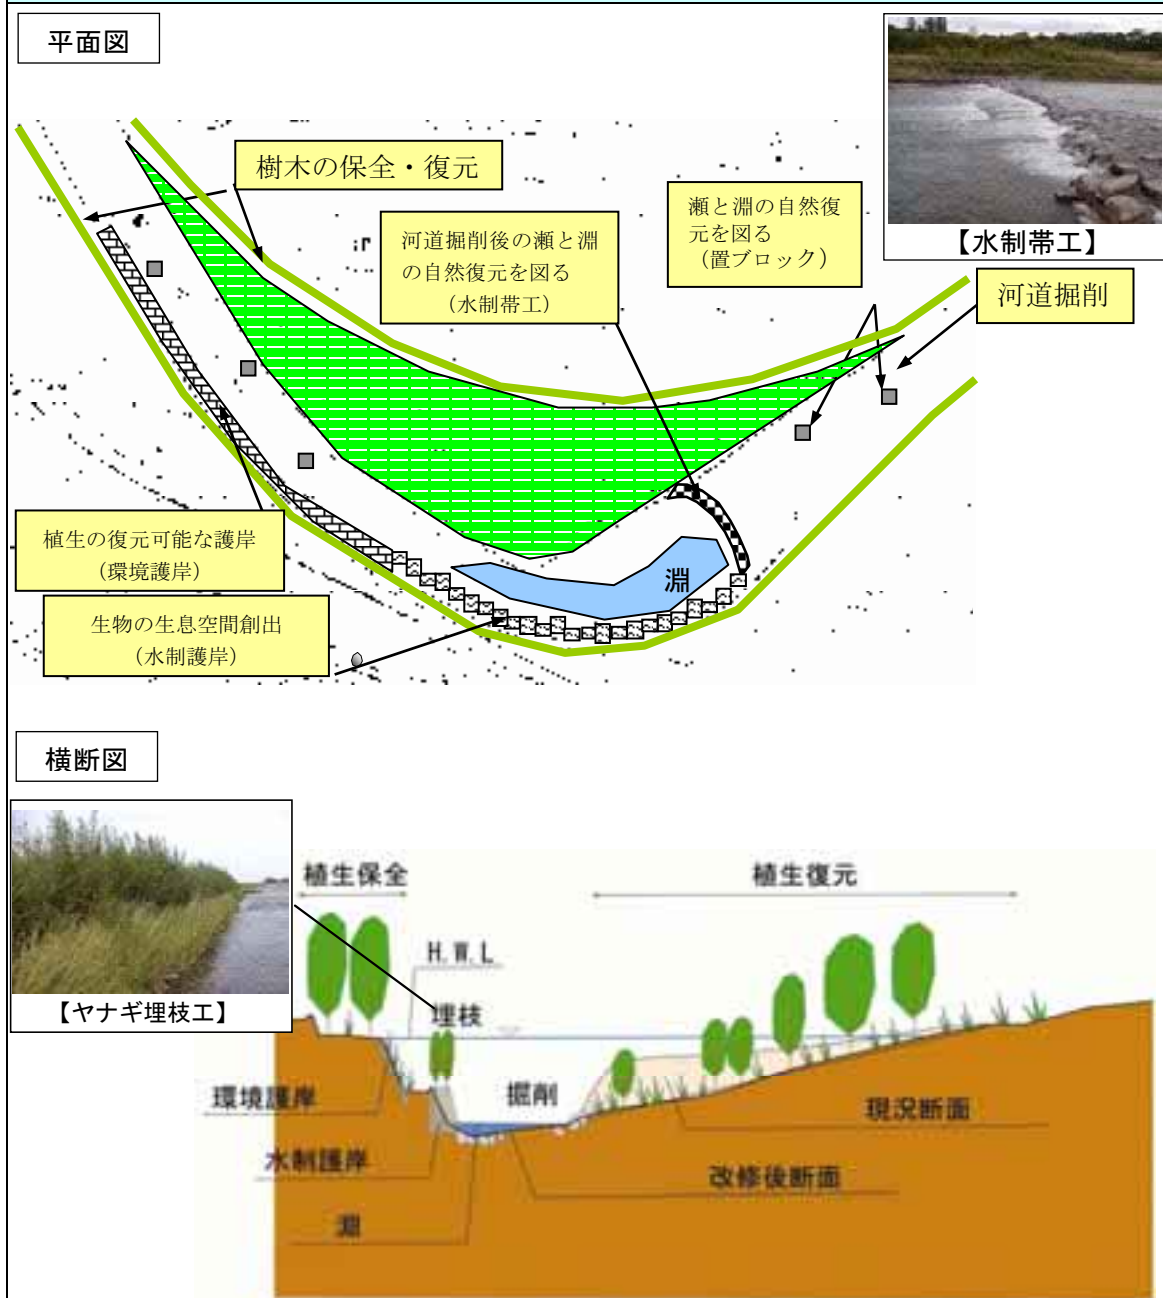 平面図
樹木の保全・復元
河道掘削後の瀬と淵
の自然復元を図る
(水制帯工)
瀬と淵の自然復
元を図る
(置ブロック)
【水制帯工】
河道掘削
植生の復元可能な護岸
(環境護岸)
生物の生息空間創出
(水制護岸)
淵
横断図
【ヤナギ埋枝工】
植生保全
植生復元
H.W.L
埋枝
環境護岸
掘削
現況断面
水制護岸
改修後断面
淵